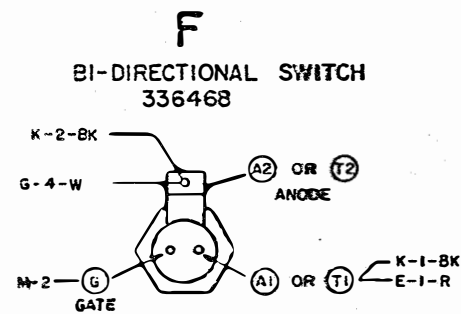 F
BI-DIRECTIONAL SWITCH
336468
K-2-BK
G-4-W
A2 OR T2
ANODE
M-2 G
GATE
A1 OR T1
K-1-BK
E-1-R